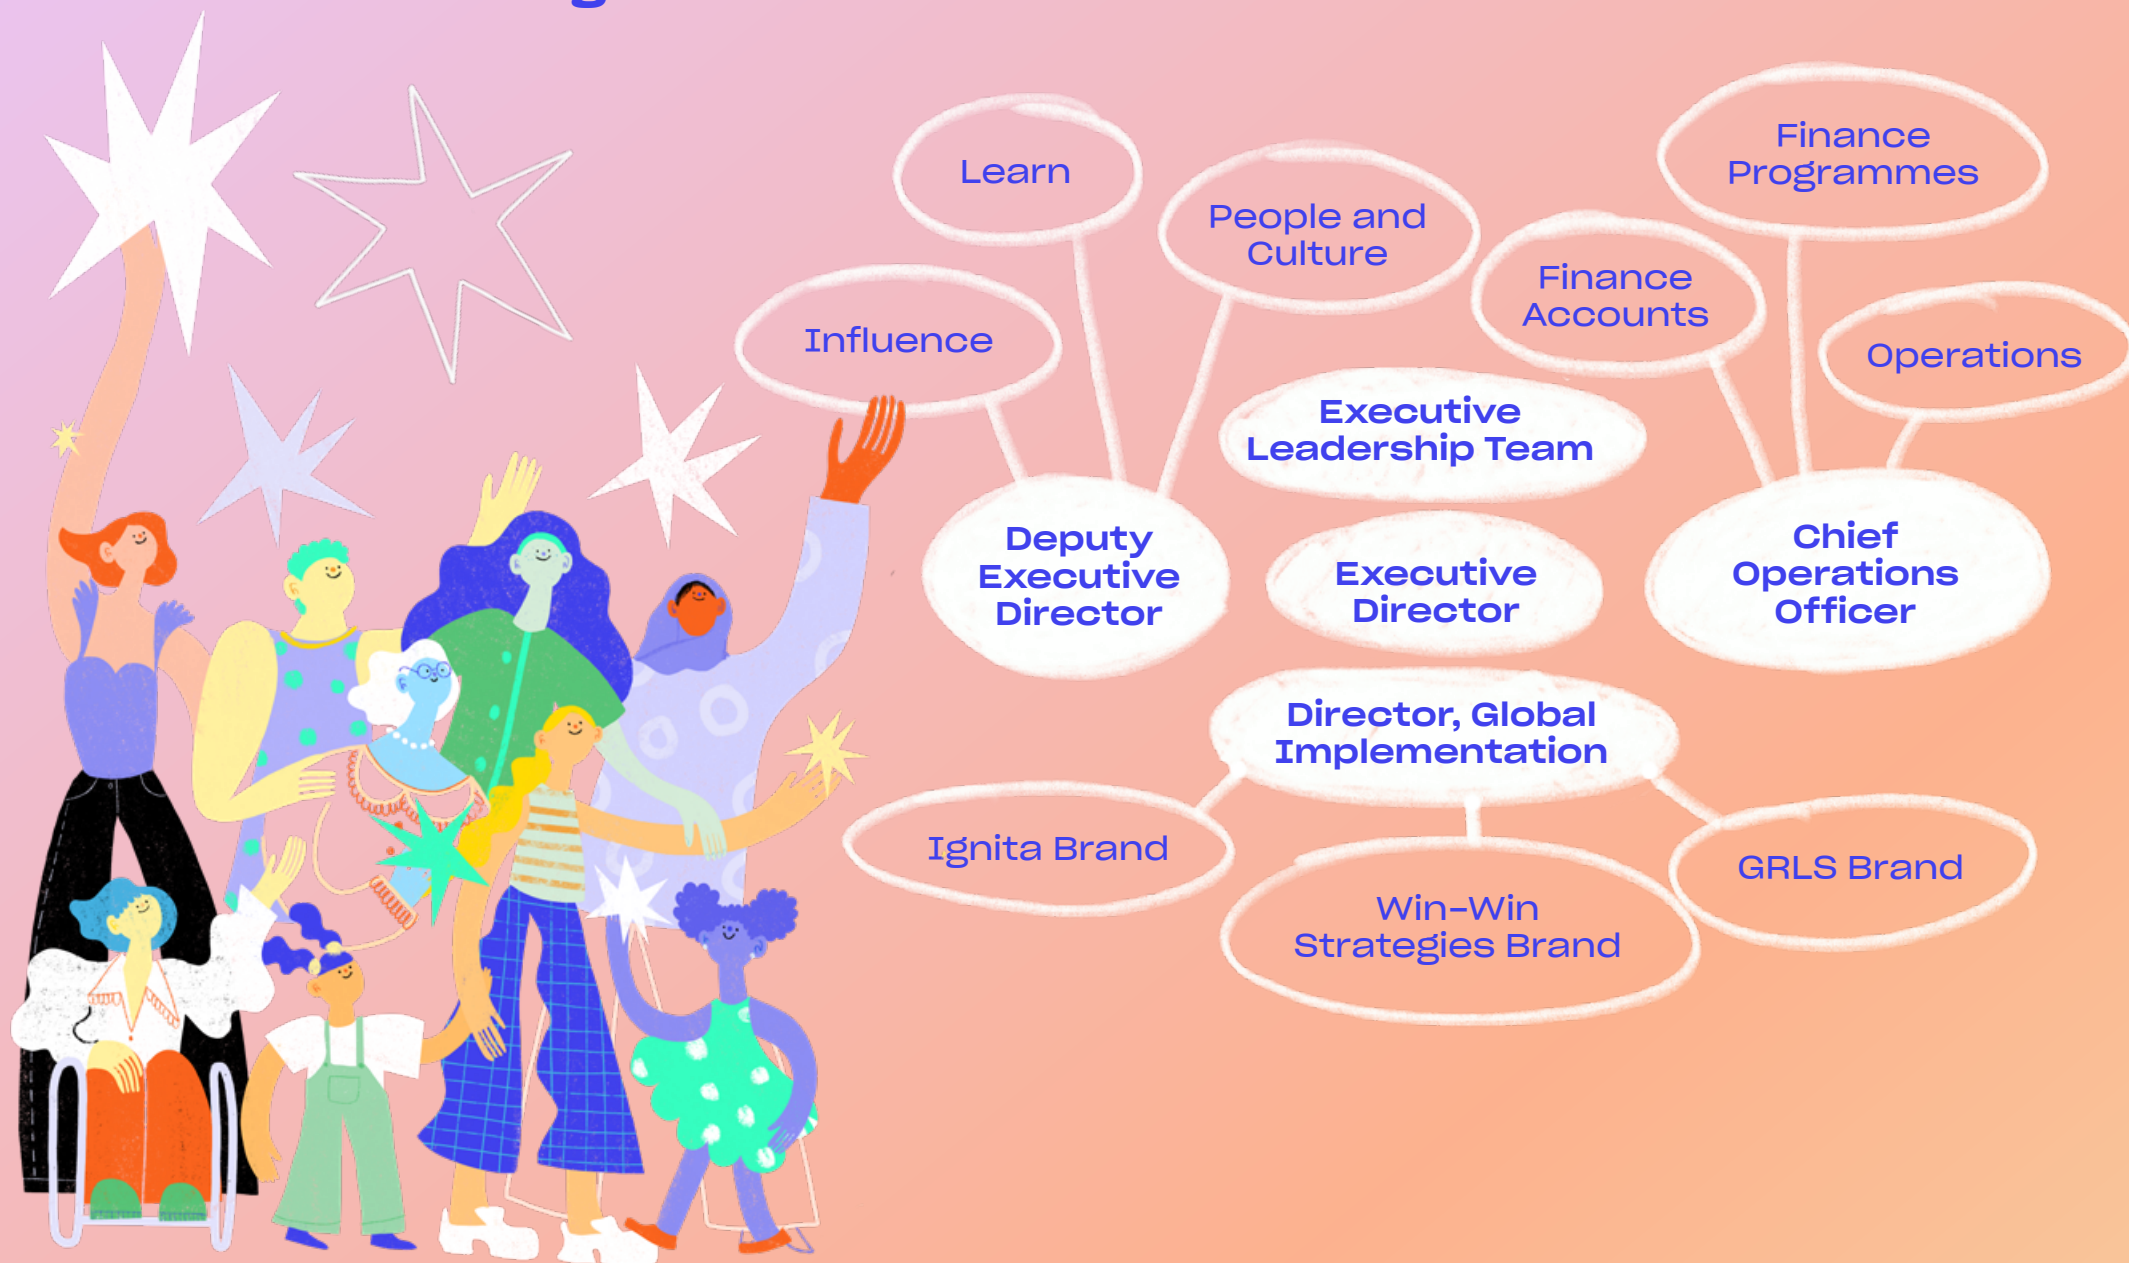 Learn
People and
Culture
Influence
Finance
Programmes
Finance
Accounts
Operations
Executive
Leadership Team
Deputy
Executive
Director
Executive
Director
Chief
Operations
Officer
Director, Global
Implementation
Ignita Brand
Win-Win
Strategies Brand
GRLS Brand